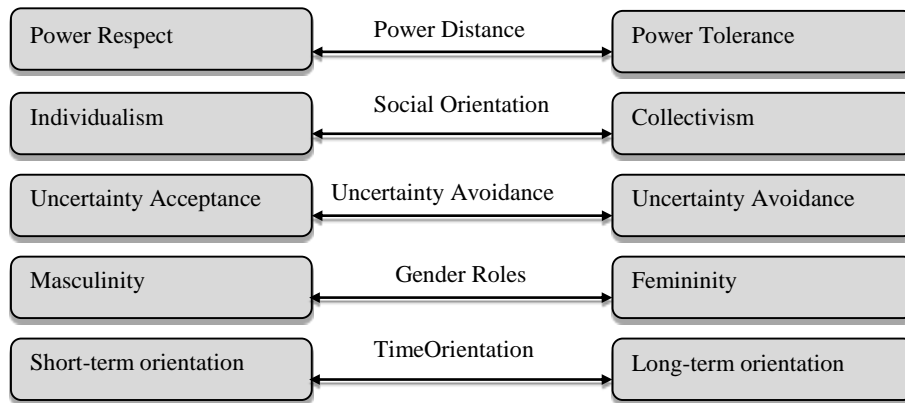 Power Respect Power Distance Power Tolerance
Individualism Social Orientation Collectivism
Uncertainty Acceptance Uncertainty Avoidance Uncertainty Avoidance
Masculinity Gender Roles Femininity
Short-term orientation TimeOrientation Long-term orientation